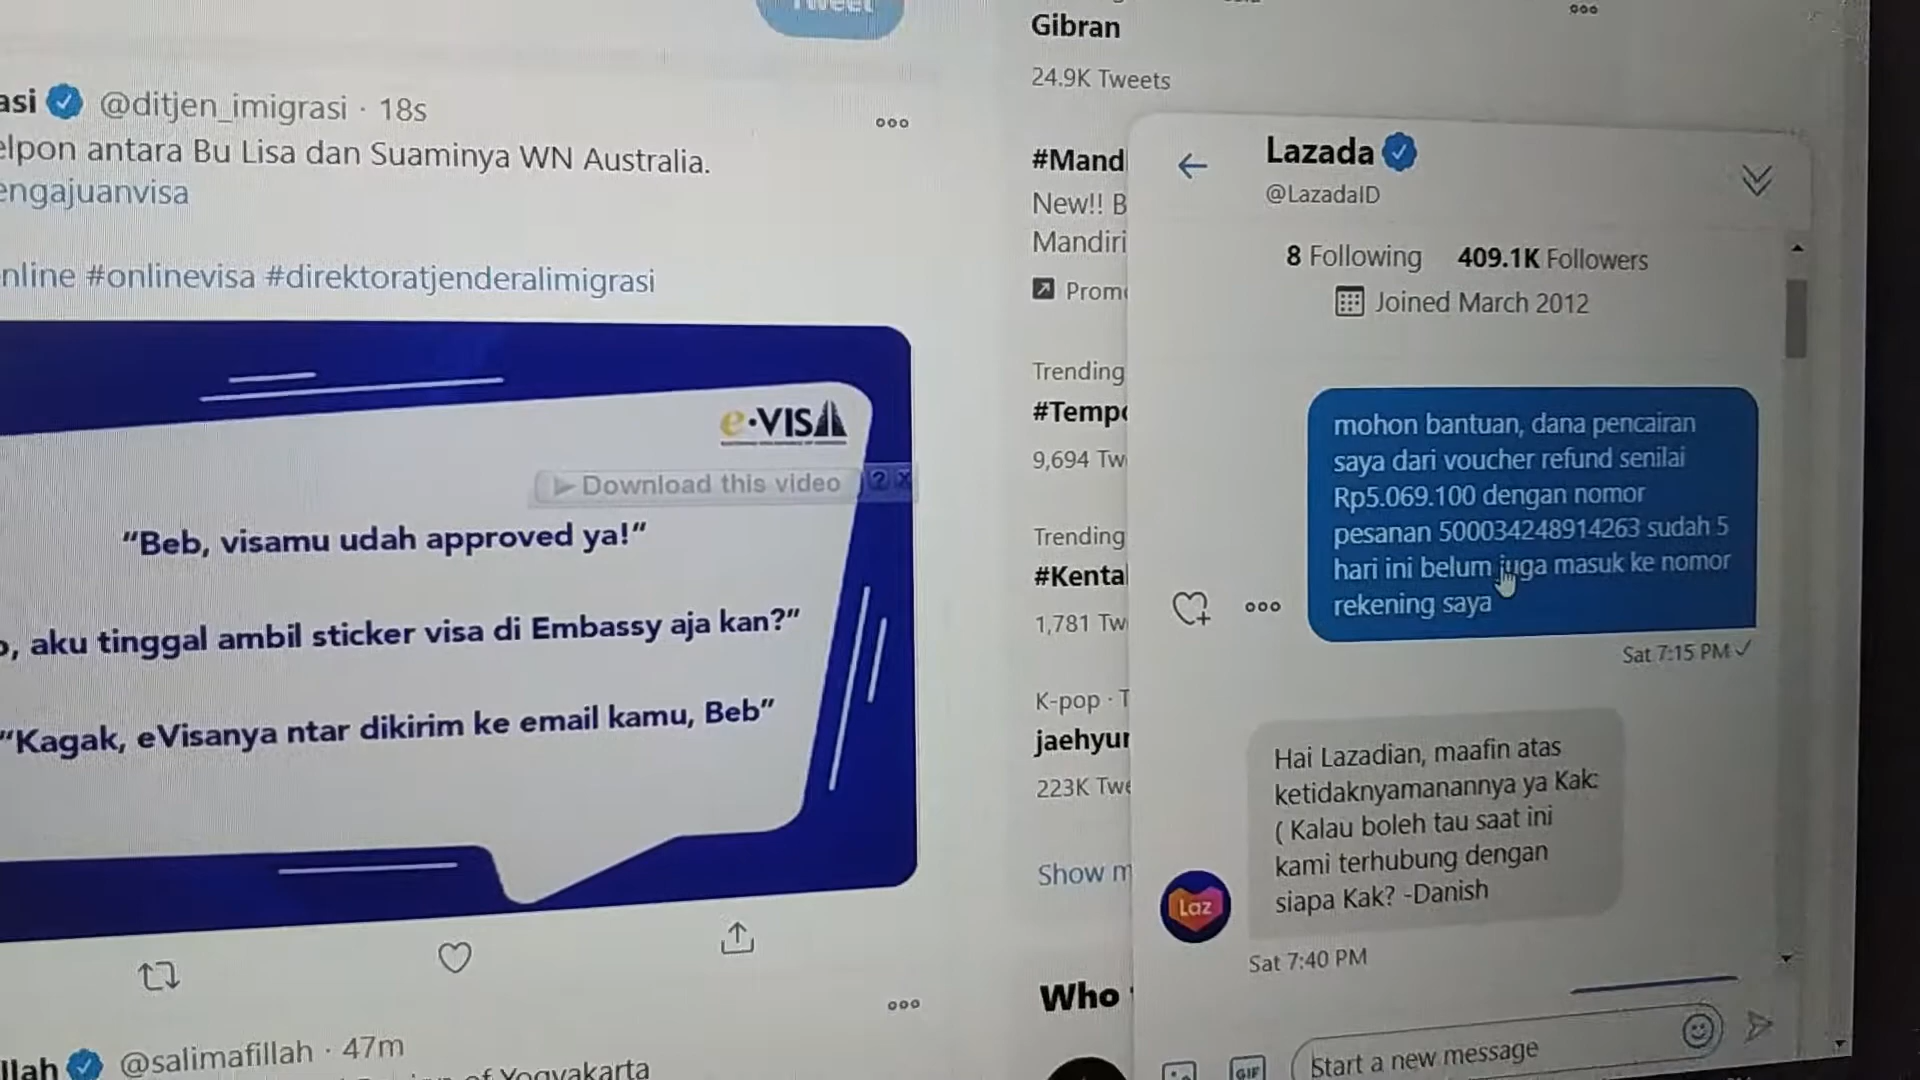 Tweet
asi @ditjen_imigrasi · 18s
elpon antara Bu Lisa dan Suaminya WN Australia.
engajuanvisa
nline #onlinevisa #direktoratjenderalimigrasi
e-VISA
Download this video
?
x
"Beb, visamu udah approved ya!"
o, aku tinggal ambil sticker visa di Embassy aja kan?"
"Kagak, eVisanya ntar dikirim ke email kamu, Beb"
llah @salimafillah · 47m
of Yogyakarta
Gibran
24.9K Tweets
#Mand
New!! B
Mandiri
Promo
Trending
#Tempo
9,694 Tw
Trending
#Kenta
1,781 Tw
K-pop · T
jaehyun
223K Twe
Show m
Who
Lazada
@LazadaID
8 Following 409.1K Followers
Joined March 2012
mohon bantuan, dana pencairan
saya dari voucher refund senilai
Rp5.069.100 dengan nomor
pesanan 500034248914263 sudah 5
hari ini belum juga masuk ke nomor
rekening saya
Sat 7:15 PM
Hai Lazadian, maafin atas
ketidaknyamanannya ya Kak:
( Kalau boleh tau saat ini
kami terhubung dengan
siapa Kak? -Danish
Laz
Sat 7:40 PM
GIF
Start a new message